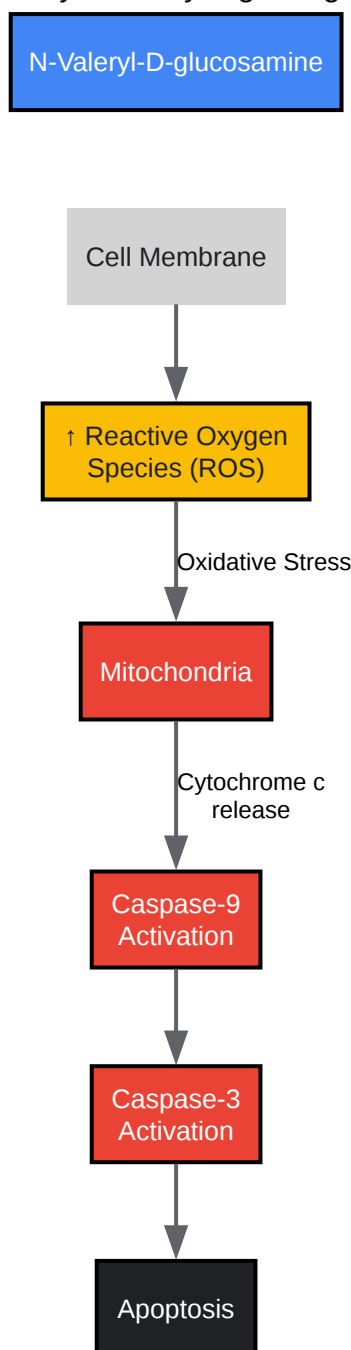 N-Valeryl-D-glucosamine
Cell Membrane
↑ Reactive Oxygen
Species (ROS)
Oxidative Stress
Mitochondria
Cytochrome c
release
Caspase-9
Activation
Caspase-3
Activation
Apoptosis